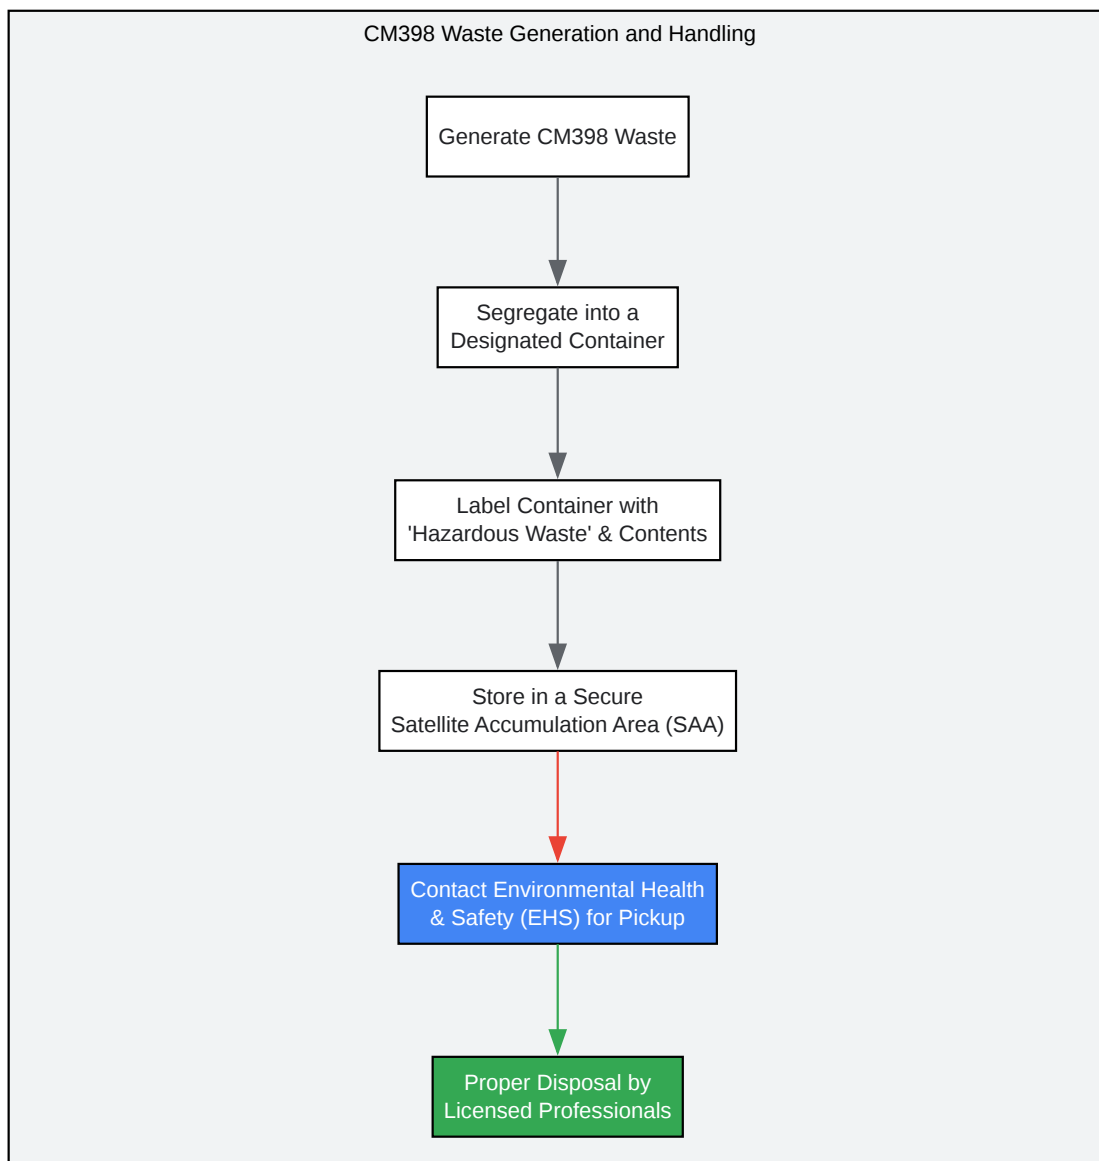 CM398 Waste Generation and Handling
Generate CM398 Waste
Segregate into a
Designated Container
Label Container with
'Hazardous Waste' & Contents
Store in a Secure
Satellite Accumulation Area (SAA)
Contact Environmental Health
& Safety (EHS) for Pickup
Proper Disposal by
Licensed Professionals